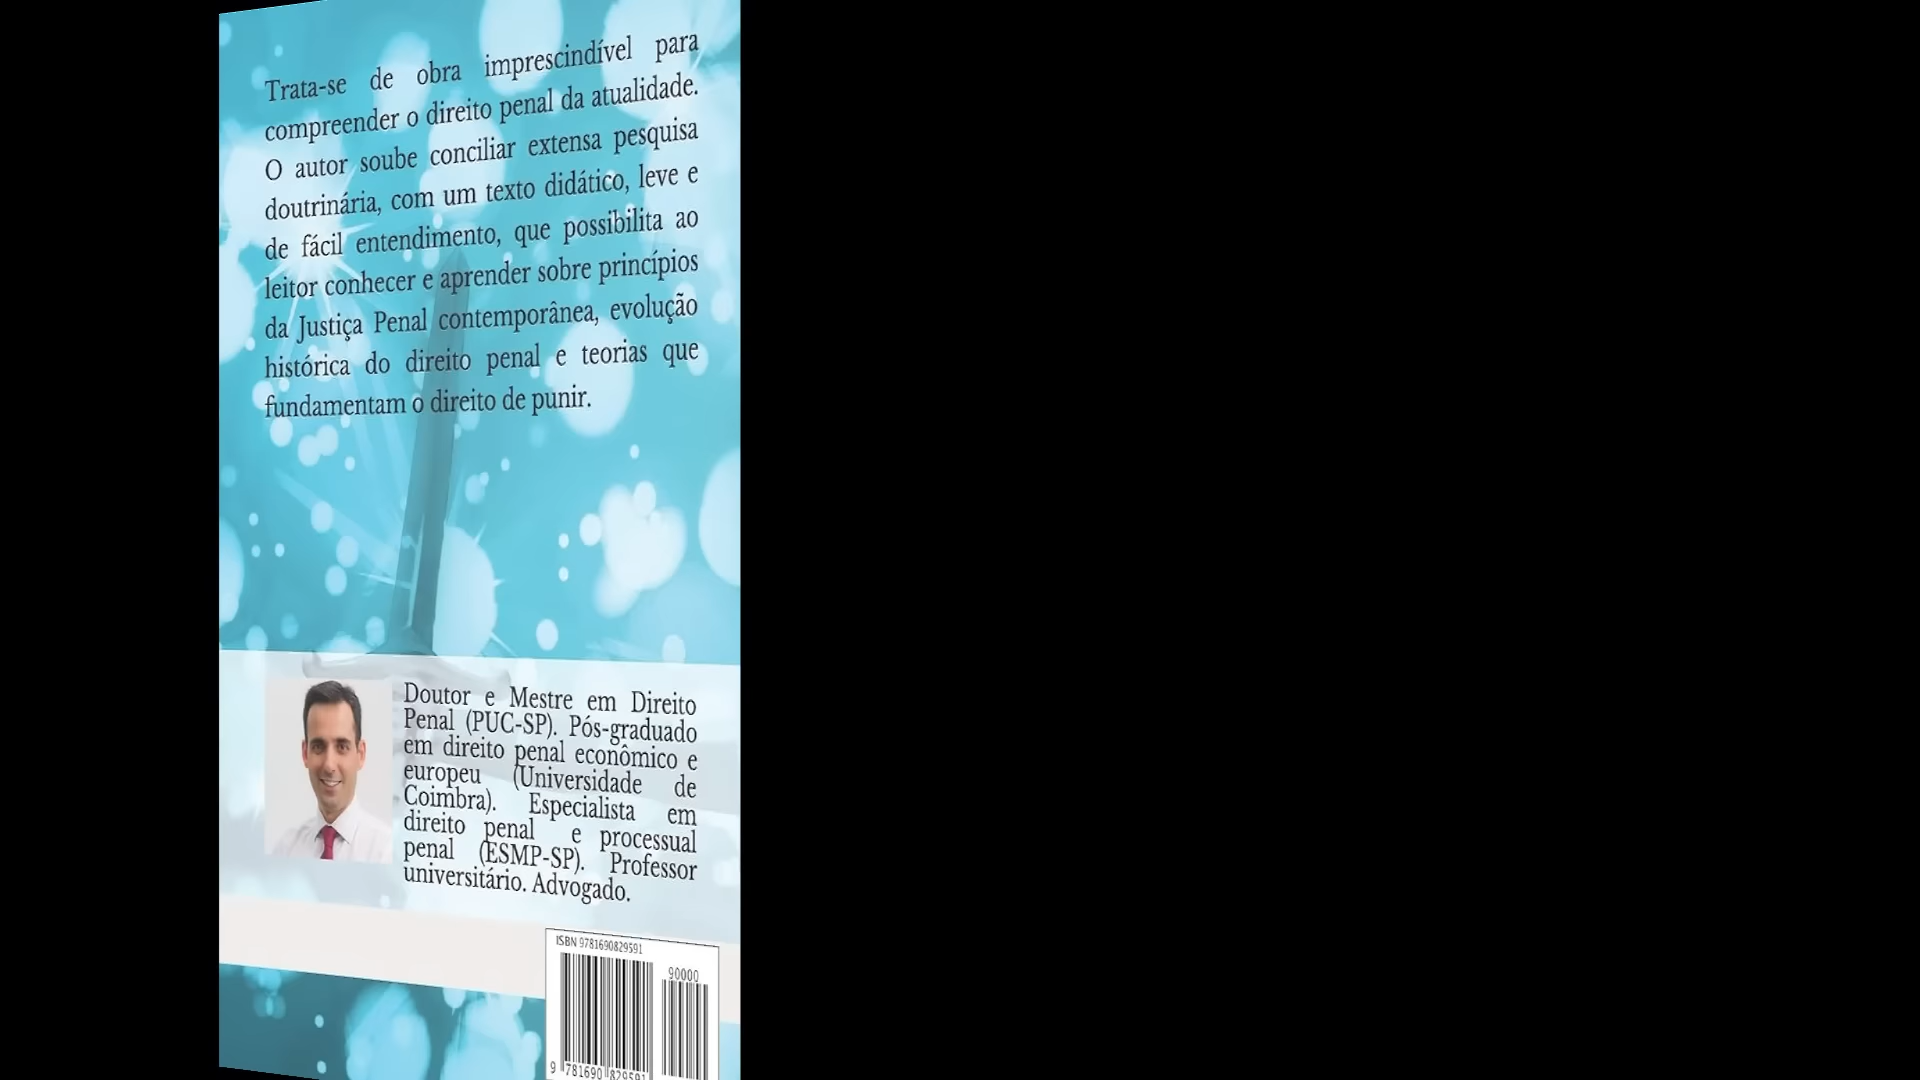 Trata-se de obra imprescindível para
compreender o direito penal da atualidade.
O autor soube conciliar extensa pesquisa
doutrinária, com um texto didático, leve e
de fácil entendimento, que possibilita ao
leitor conhecer e aprender sobre princípios
da Justiça Penal contemporânea, evolução
histórica do direito penal e teorias que
fundamentam o direito de punir.
Doutor e Mestre em Direito
Penal (PUC-SP). Pós-graduado
em direito penal econômico e
europeu (Universidade de
Coimbra). Especialista em
direito penal e processual
penal (ESMP-SP). Professor
universitário. Advogado.
ISBN 9781690829591
90000
9 781690 829591